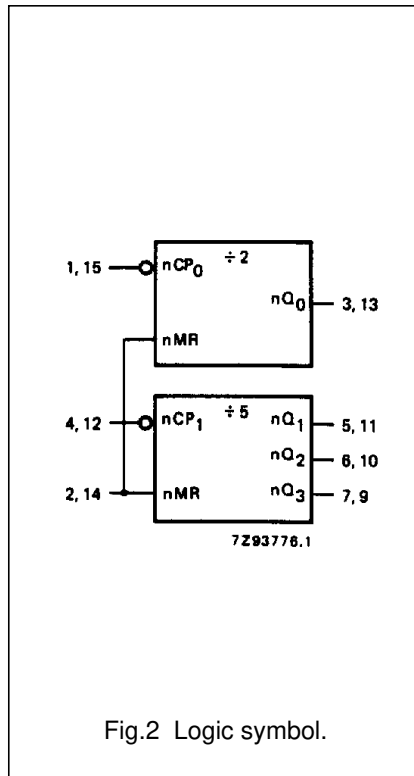 ÷2
1, 15 nCP0
nQ0 3, 13
nMR
4, 12 nCP1 ÷5 nQ1 5, 11
nQ2 6, 10
2, 14 nMR nQ3 7, 9
7Z93776.1
Fig.2 Logic symbol.